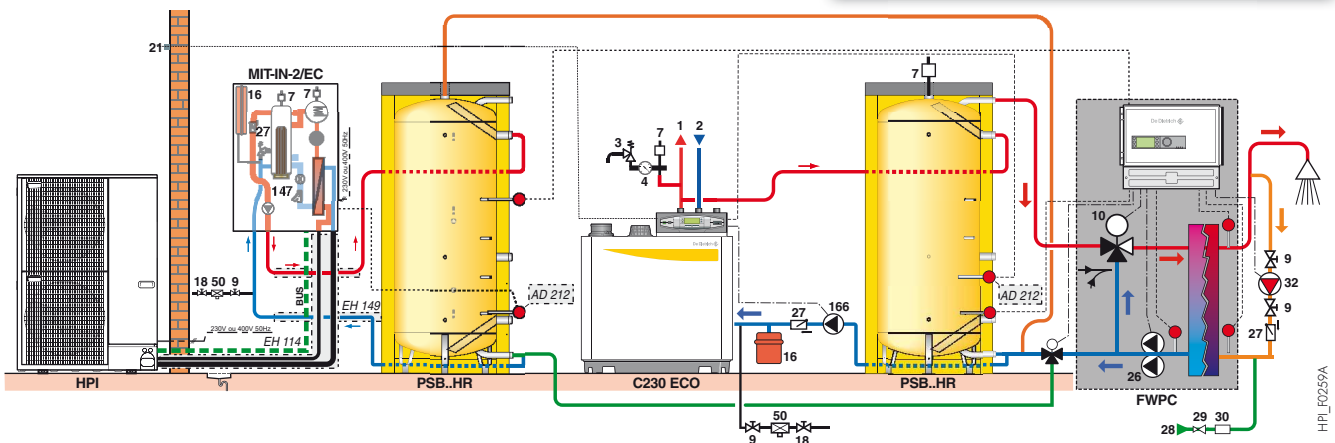 21
MIT-IN-2/EC
16
7
7
27
147
230V ou 400V 50Hz
18 50 9
BUS
EH 149
230V ou 400V 50Hz
EH 114
HPI
AD 212
PSB..HR
3
7
4
1
2
De Dietrich
C230 ECO
166
27
16
9
50
18
7
AD 212
PSB..HR
De Dietrich
10
26
FWPC
9
32
9
27
28
29
30
HPI_F0259A